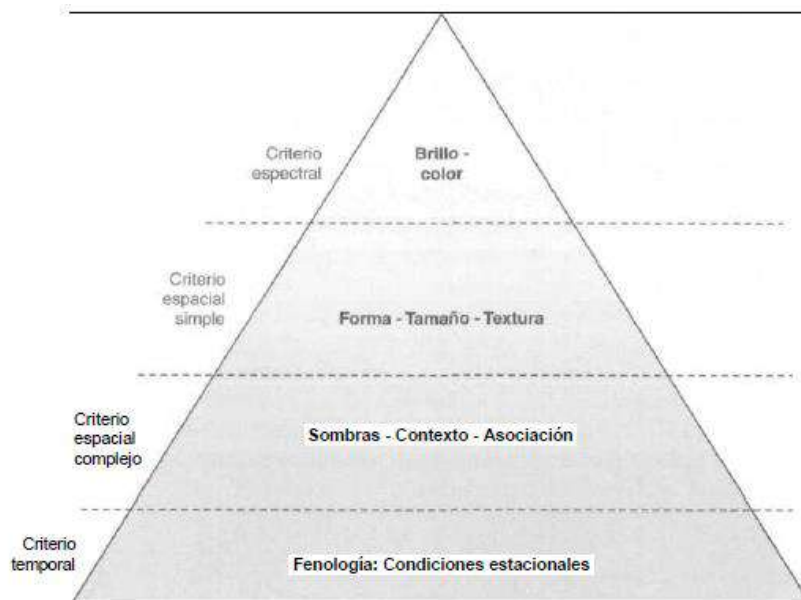 Criterio
espectral
Brillo -
color
Criterio
espacial
simple
Forma - Tamaño - Textura
Criterio
espacial
complejo
Sombras - Contexto - Asociación
Criterio
temporal
Fenología: Condiciones estacionales